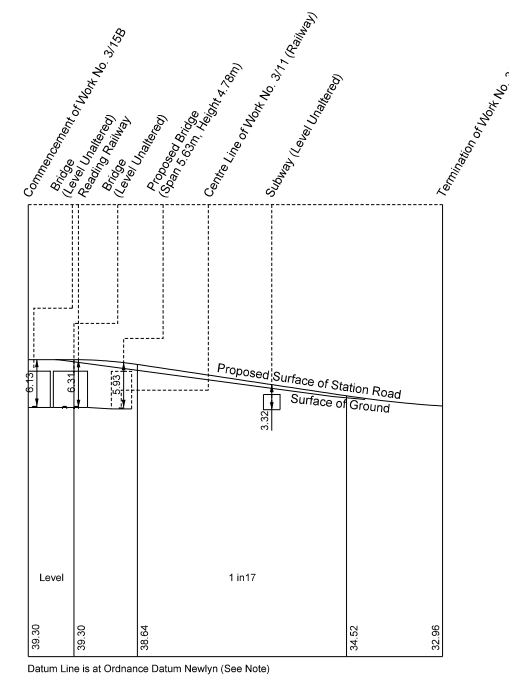 Commencement of Work No. 3/15B
Bridge
(Level Unaltered)
Reading Railway
Bridge
(Level Unaltered)
Proposed Bridge
(Span 5.63m. Height 4.78m)
Centre Line of Work No. 3/11 (Railway)
Subway (Level Unaltered)
Termination of Work No.
6.13
6.31
5.93
Proposed Surface of Station Road
Surface of Ground
3.32
Level
1 in17
39.30
39.30
38.64
34.52
32.96
Datum Line is at Ordnance Datum Newlyn (See Note)